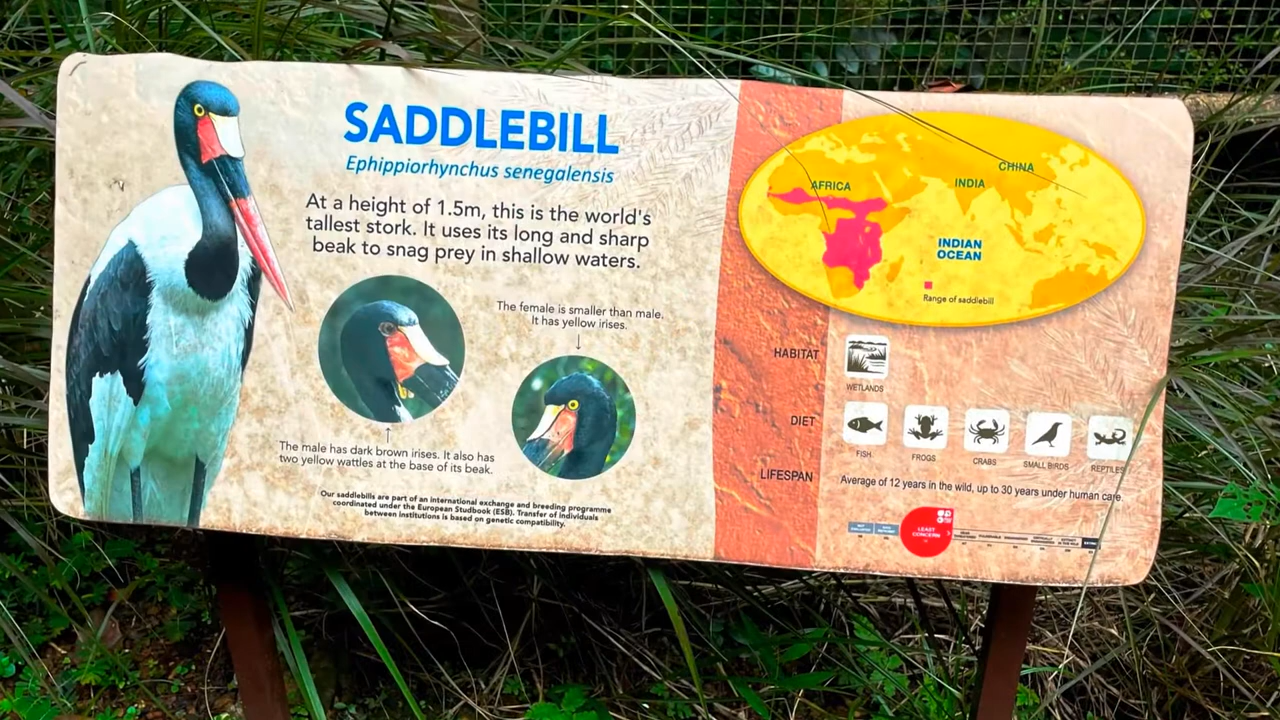 SADDLEBILL
Ephippiorhynchus senegalensis
At a height of 1.5m, this is the world's
tallest stork. It uses its long and sharp
beak to snag prey in shallow waters.
The female is smaller than male.
It has yellow irises.
The male has dark brown irises. It also has
two yellow wattles at the base of its beak.
Our saddlebills are part of an international exchange and breeding programme
coordinated under the European Studbook (ESB). Transfer of individuals
between institutions is based on genetic compatibility.
AFRICA
INDIA
CHINA
INDIAN
OCEAN
Range of saddlebill
HABITAT
WETLANDS
DIET
FISH
FROGS
CRABS
SMALL BIRDS
REPTILES
LIFESPAN
Average of 12 years in the wild, up to 30 years under human care.
LEAST
CONCERN